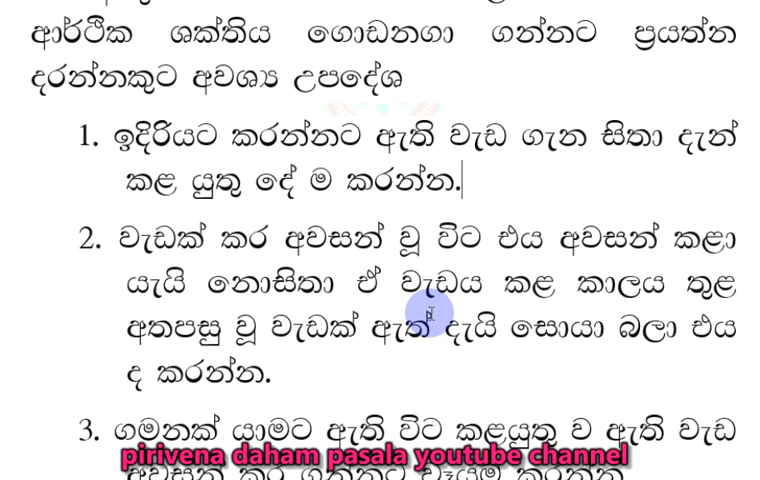 ආර්ථික ශක්තිය ගොඩනගා ගන්නට ප්‍රයත්න
දරන්නකුට අවශ්‍ය උපදේශ
1. ඉදිරියට කරන්නට ඇති වැඩ ගැන සිතා දැන්
කළ යුතු දේ ම කරන්න.
2. වැඩක් කර අවසන් වූ විට එය අවසන් කළා
යැයි නොසිතා ඒ වැඩය කළ කාලය තුළ
අතපසු වූ වැඩක් ඇත් දැයි සොයා බලා එය
ද කරන්න.
3. ගමනක් යාමට ඇති විට කළයුතු ව ඇති වැඩ
pirivena daham pasala youtube channel